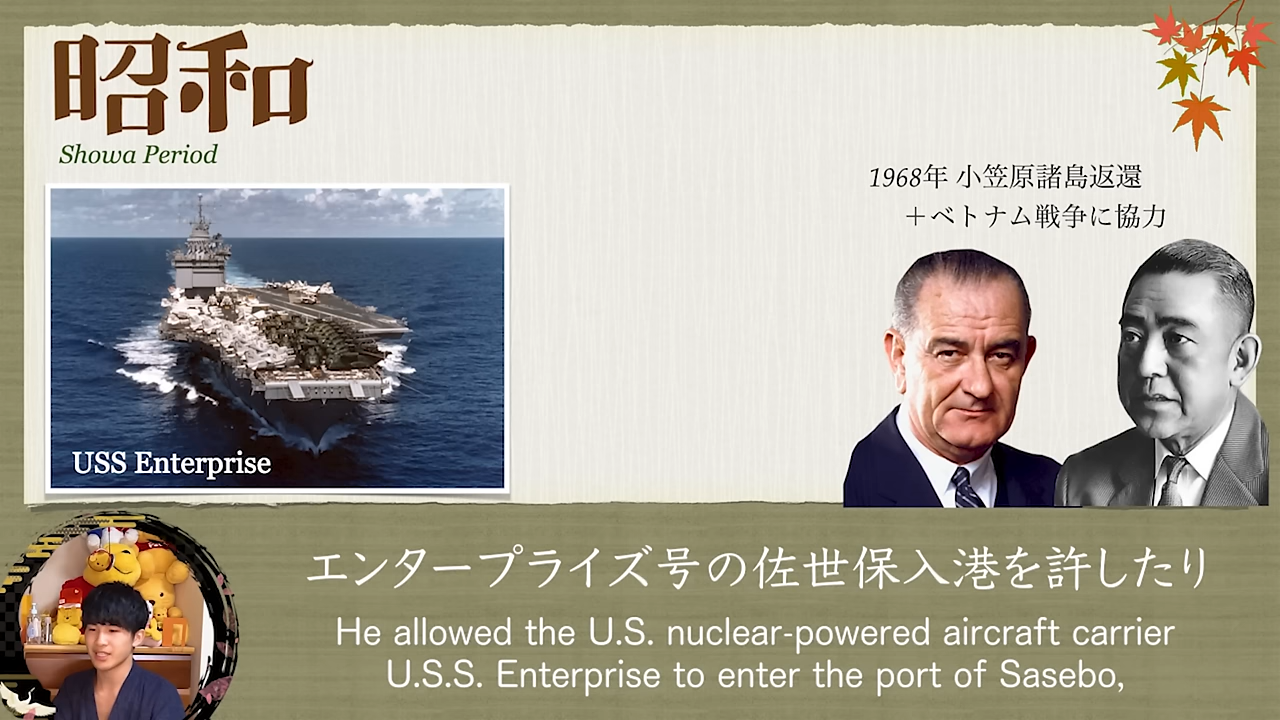 昭和
Showa Period
1968年 小笠原諸島返還
＋ベトナム戦争に協力
USS Enterprise
エンタープライズ号の佐世保入港を許したり
He allowed the U.S. nuclear-powered aircraft carrier
U.S.S. Enterprise to enter the port of Sasebo,